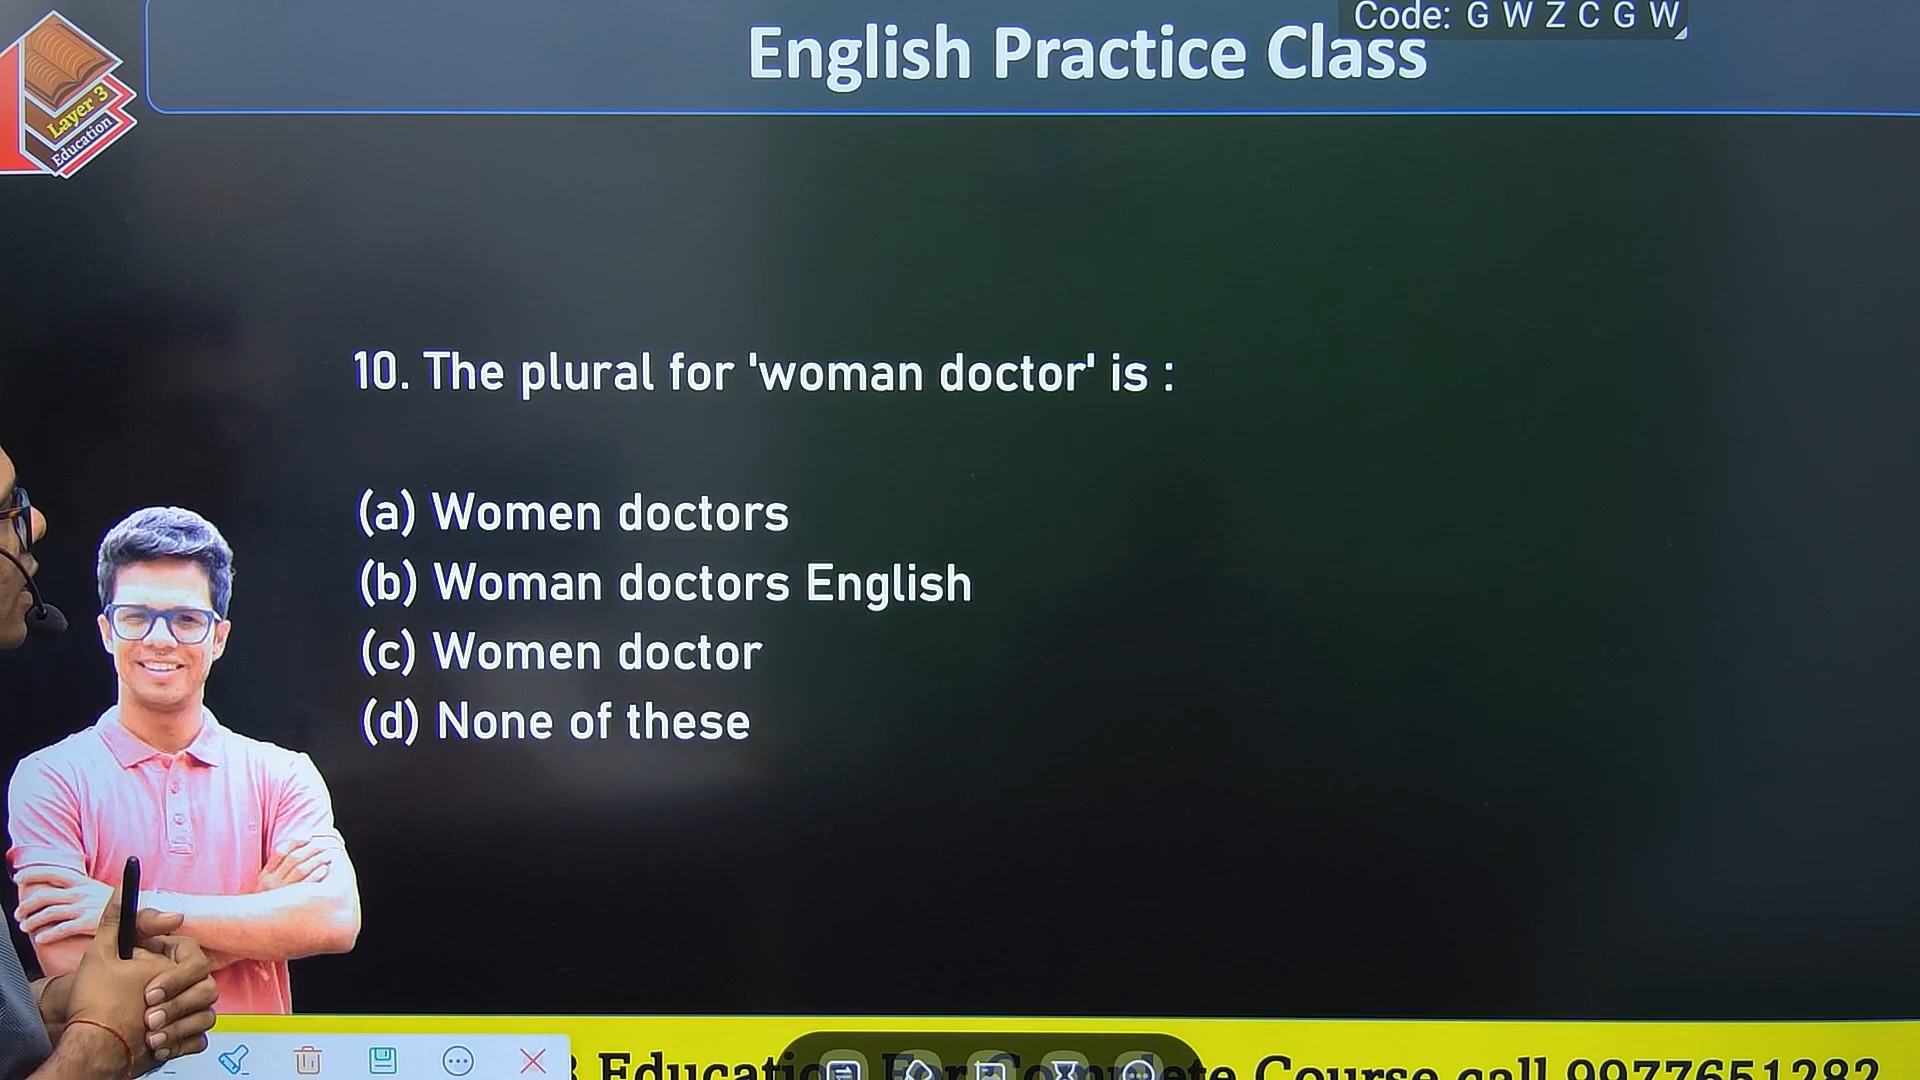 Code: G W Z C G W
English Practice Class
Layer 3
Education
10. The plural for 'woman doctor' is :
(a) Women doctors
(b) Woman doctors English
(c) Women doctor
(d) None of these
3 Education For Complete Course call 9977651282